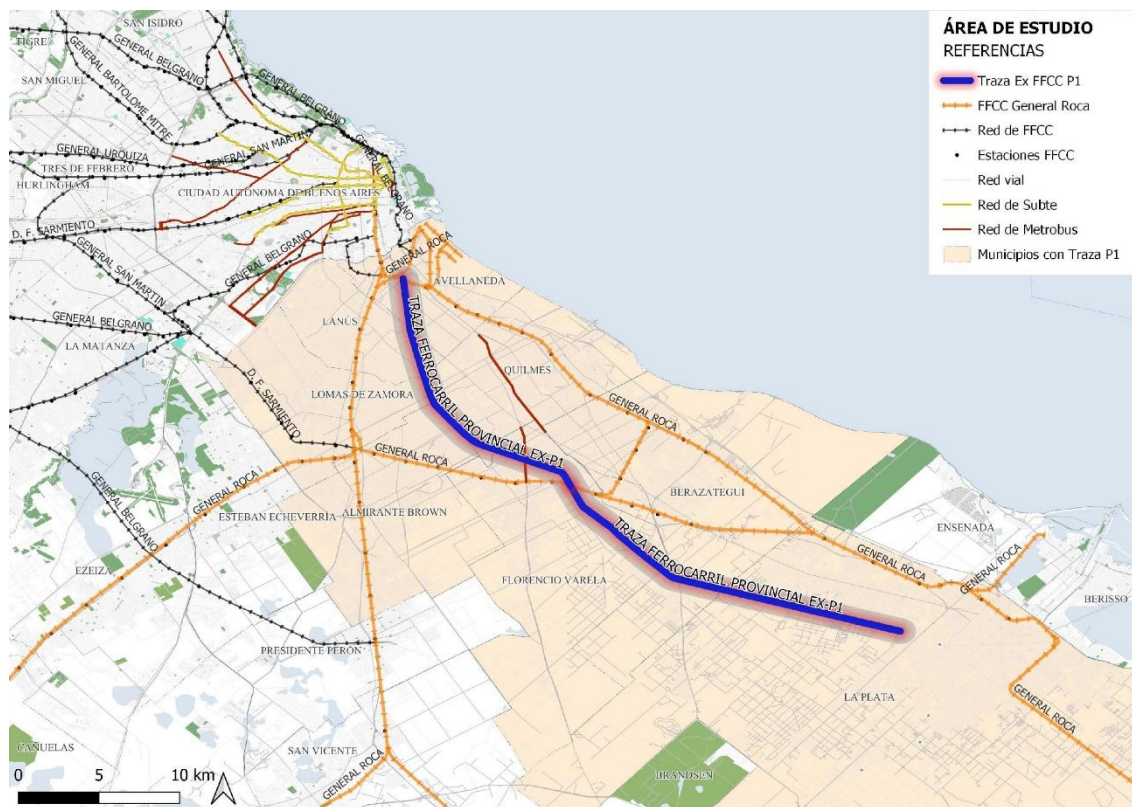 SAN ISIDRO
TIGRE
GENERAL BELGRANO
SAN MIGUEL
GENERAL BARTOLOME MITRE
GENERAL BELGRANO
GENERAL BELGRANO
GENERAL URQUIZA
GENERAL SAN MARTIN
TRES DE FEBRERO
HURLINGHAM
CIUDAD AUTÓNOMA DE BUENOS AIRES
GENERAL BELGRANO
D. F. SARMIENTO
GENERAL BELGRANO
GENERAL ROCA
GENERAL SAN MARTIN
AVELLANEDA
GENERAL BELGRANO
LANÚS
LA MATANZA
TRAZA FERROCARRIL PROVINCIAL EX-P1
QUILMES
LOMAS DE ZAMORA
D. F. SARMIENTO
GENERAL ROCA
GENERAL ROCA
GENERAL ROCA
BERAZATEGUI
GENERAL BELGRANO
ESTEBAN ECHEVERRÍA
ALMIRANTE BROWN
TRAZA FERROCARRIL PROVINCIAL EX-P1
ENSENADA
GENERAL ROCA
GENERAL ROCA
EZEIZA
FLORENCIO VARELA
BERISSO
PRESIDENTE PERÓN
LA PLATA
GENERAL ROCA
CAÑUELAS
SAN VICENTE
GENERAL ROCA
BRANDSEN
0 5 10 km
ÁREA DE ESTUDIO
REFERENCIAS
Traza Ex FFCC P1
FFCC General Roca
Red de FFCC
Estaciones FFCC
Red vial
Red de Subte
Red de Metrobus
Municipios con Traza P1